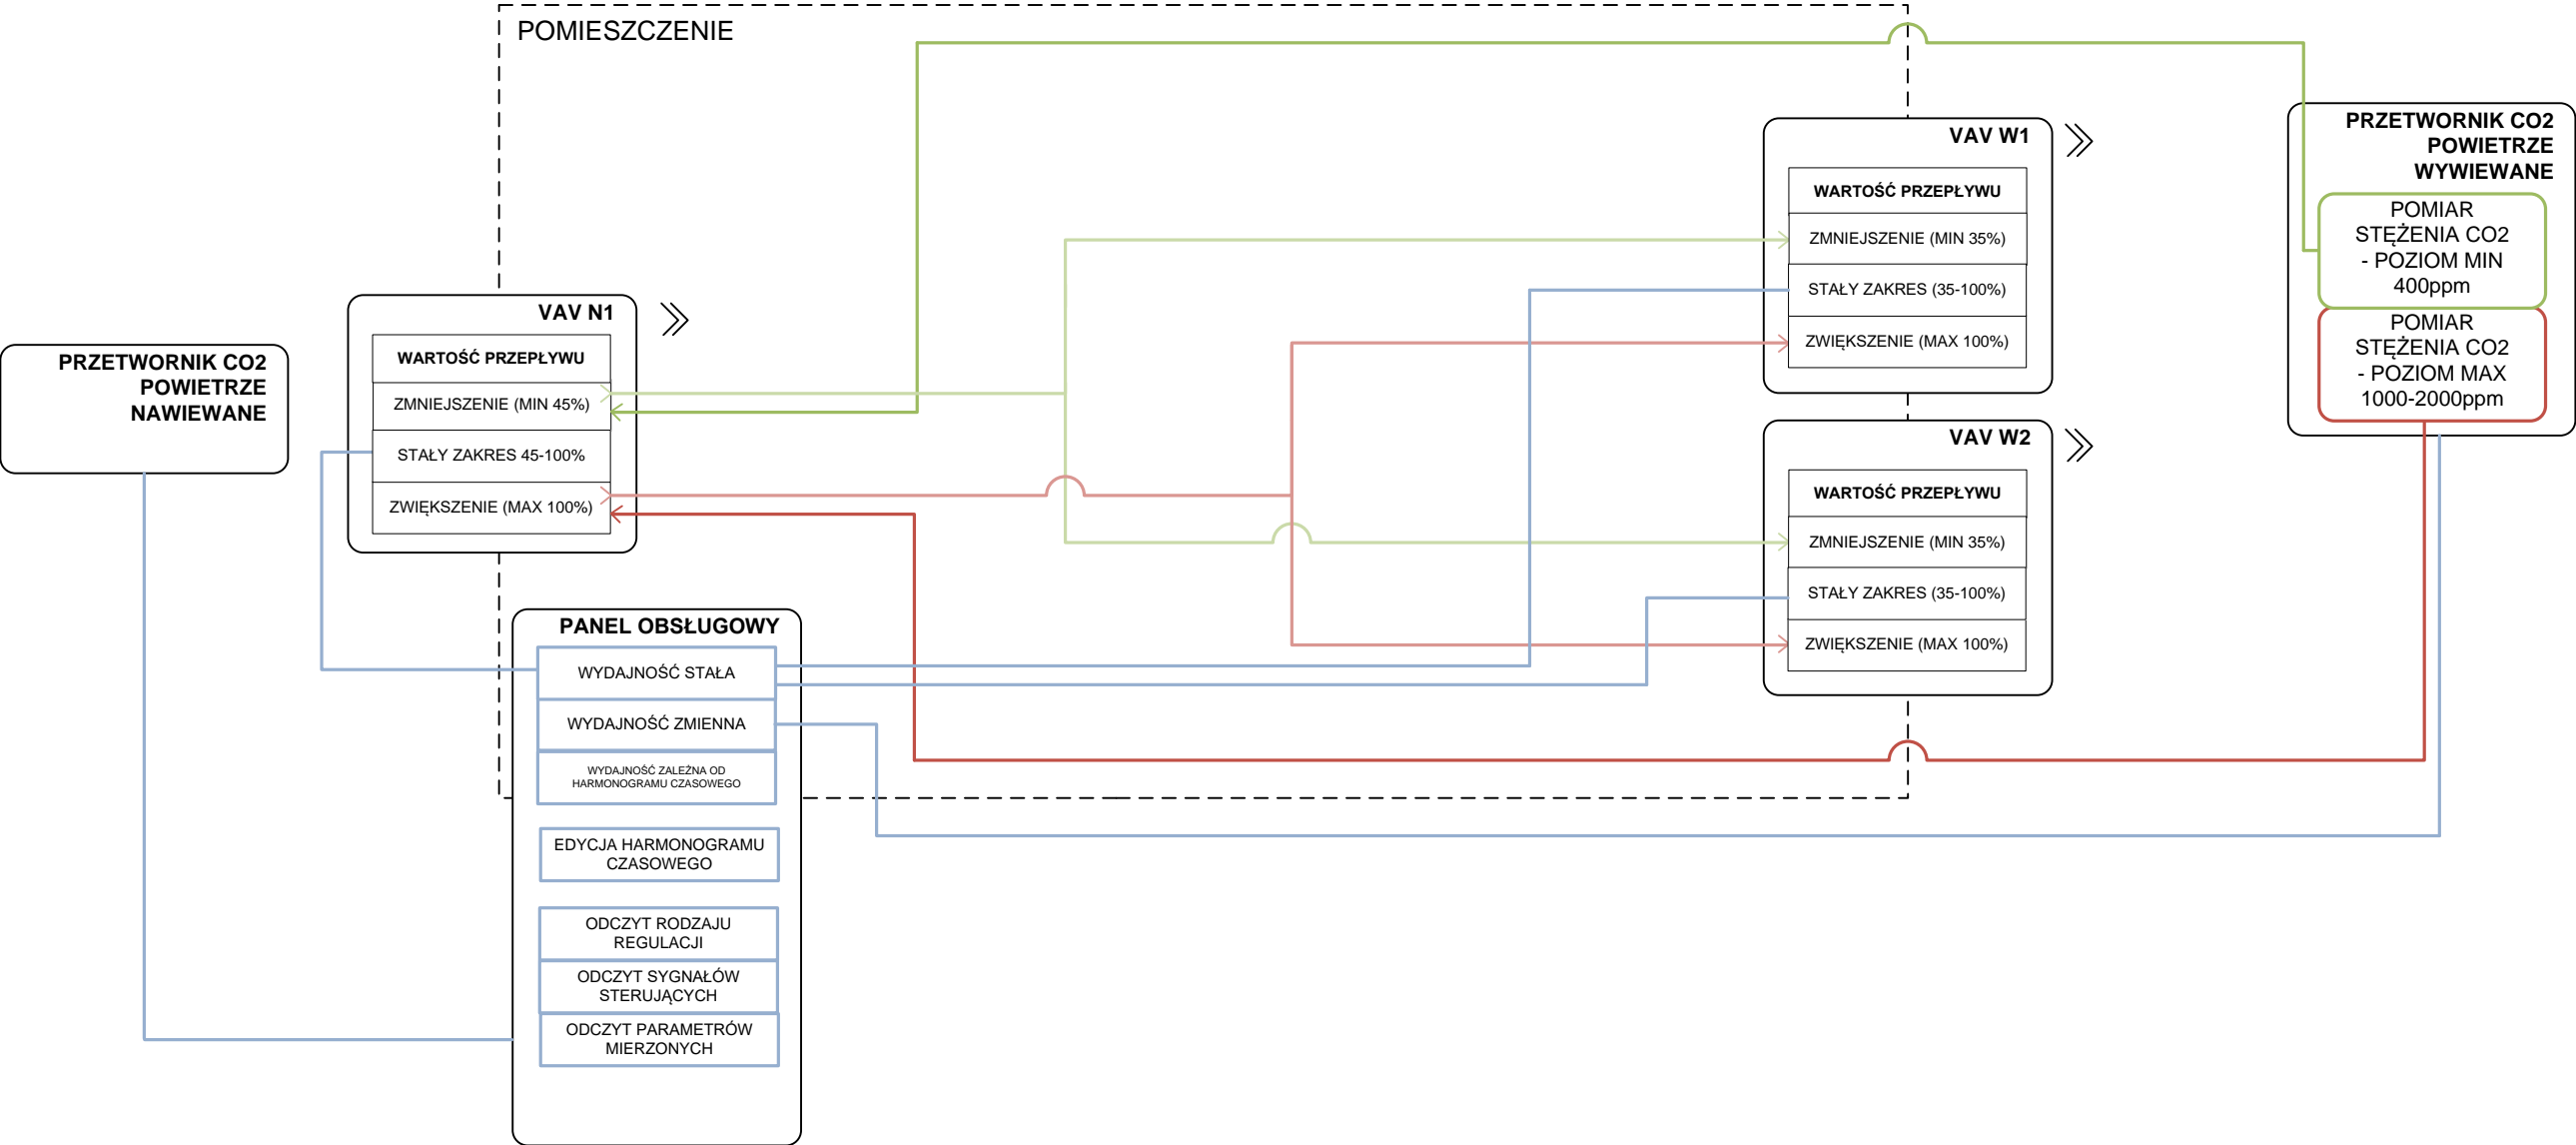 POMIESZCZENIE
PRZETWORNIK CO2
POWIETRZE
NAWIEWANE
VAV N1
WARTOŚĆ PRZEPŁYWU
ZMNIEJSZENIE (MIN 45%)
STAŁY ZAKRES 45-100%
ZWIĘKSZENIE (MAX 100%)
VAV W1
WARTOŚĆ PRZEPŁYWU
ZMNIEJSZENIE (MIN 35%)
STAŁY ZAKRES (35-100%)
ZWIĘKSZENIE (MAX 100%)
VAV W2
WARTOŚĆ PRZEPŁYWU
ZMNIEJSZENIE (MIN 35%)
STAŁY ZAKRES (35-100%)
ZWIĘKSZENIE (MAX 100%)
PRZETWORNIK CO2
POWIETRZE
WYWIEWANE
POMIAR
STĘŻENIA CO2
- POZIOM MIN
400ppm
POMIAR
STĘŻENIA CO2
- POZIOM MAX
1000-2000ppm
PANEL OBSŁUGOWY
WYDAJNOŚĆ STAŁA
WYDAJNOŚĆ ZMIENNA
WYDAJNOŚĆ ZALEŻNA OD
HARMONOGRAMU CZASOWEGO
EDYCJA HARMONOGRAMU
CZASOWEGO
ODCZYT RODZAJU
REGULACJI
ODCZYT SYGNAŁÓW
STERUJĄCYCH
ODCZYT PARAMETRÓW
MIERZONYCH